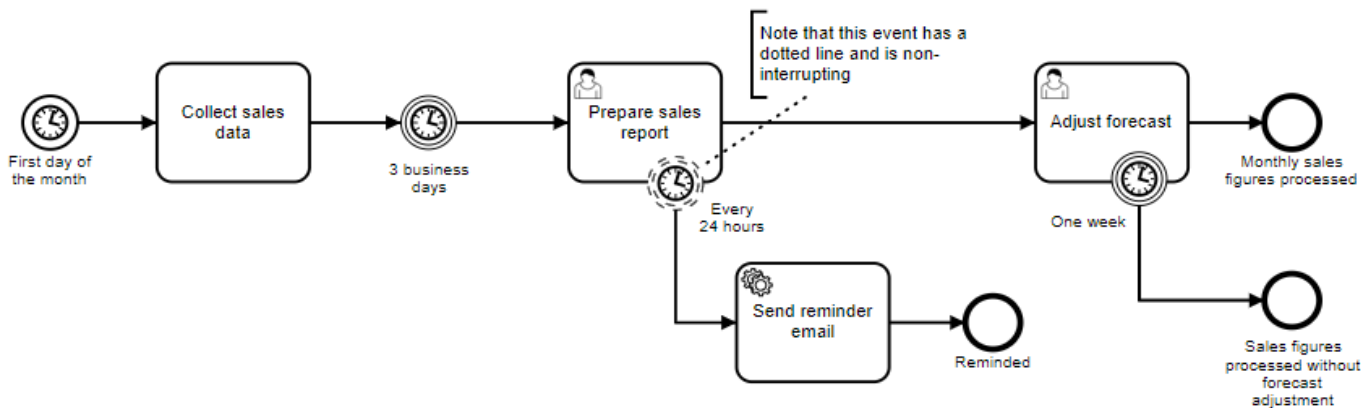 Note that this event has a
dotted line and is non-
interrupting
Collect sales
data
Prepare sales
report
Adjust forecast
First day of
the month
3 business
days
Monthly sales
figures processed
Every
24 hours
One week
Send reminder
email
Reminded
Sales figures
processed without
forecast
adjustment